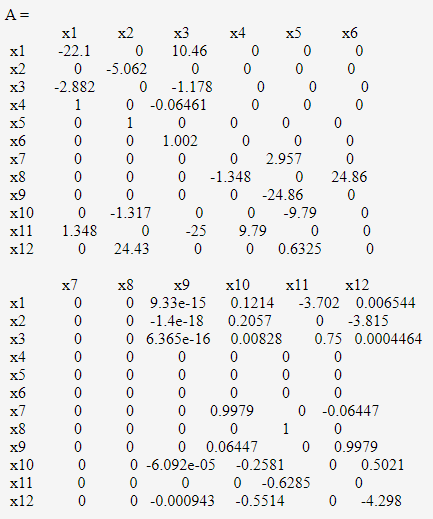 A =
x1 x2 x3 x4 x5 x6
x1 -22.1 0 10.46 0 0 0
x2 0 -5.062 0 0 0 0
x3 -2.882 0 -1.178 0 0 0
x4 1 0 -0.06461 0 0 0
x5 0 1 0 0 0 0
x6 0 0 1.002 0 0 0
x7 0 0 0 0 2.957 0
x8 0 0 0 -1.348 0 24.86
x9 0 0 0 0 -24.86 0
x10 0 -1.317 0 0 -9.79 0
x11 1.348 0 -25 9.79 0 0
x12 0 24.43 0 0 0.6325 0
x7 x8 x9 x10 x11 x12
x1 0 0 9.33e-15 0.1214 -3.702 0.006544
x2 0 0 -1.4e-18 0.2057 0 -3.815
x3 0 0 6.365e-16 0.00828 0.75 0.0004464
x4 0 0 0 0 0 0
x5 0 0 0 0 0 0
x6 0 0 0 0 0 0
x7 0 0 0 0.9979 0 -0.06447
x8 0 0 0 0 1 0
x9 0 0 0 0.06447 0 0.9979
x10 0 0 -6.092e-05 -0.2581 0 0.5021
x11 0 0 0 0 -0.6285 0
x12 0 0 -0.000943 -0.5514 0 -4.298